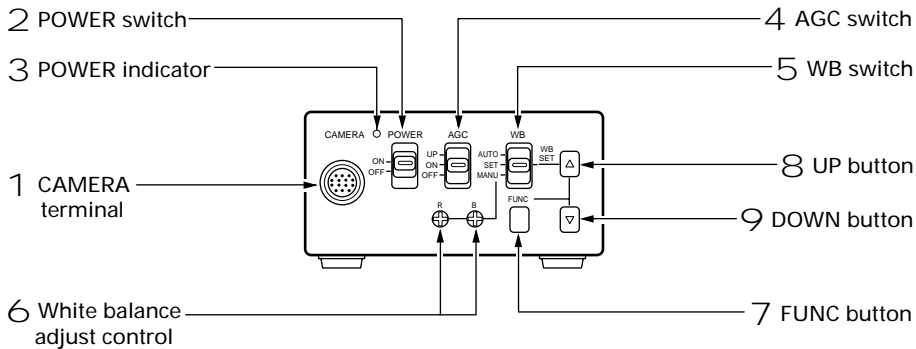 2 POWER switch
4 AGC switch
3 POWER indicator
5 WB switch
CAMERA POWER AGC WB
ON
OFF
UP
ON
OFF
AUTO
SET
MANU
WB
SET
8 UP button
1 CAMERA
terminal
R B
FUNC
9 DOWN button
6 White balance
adjust control
7 FUNC button